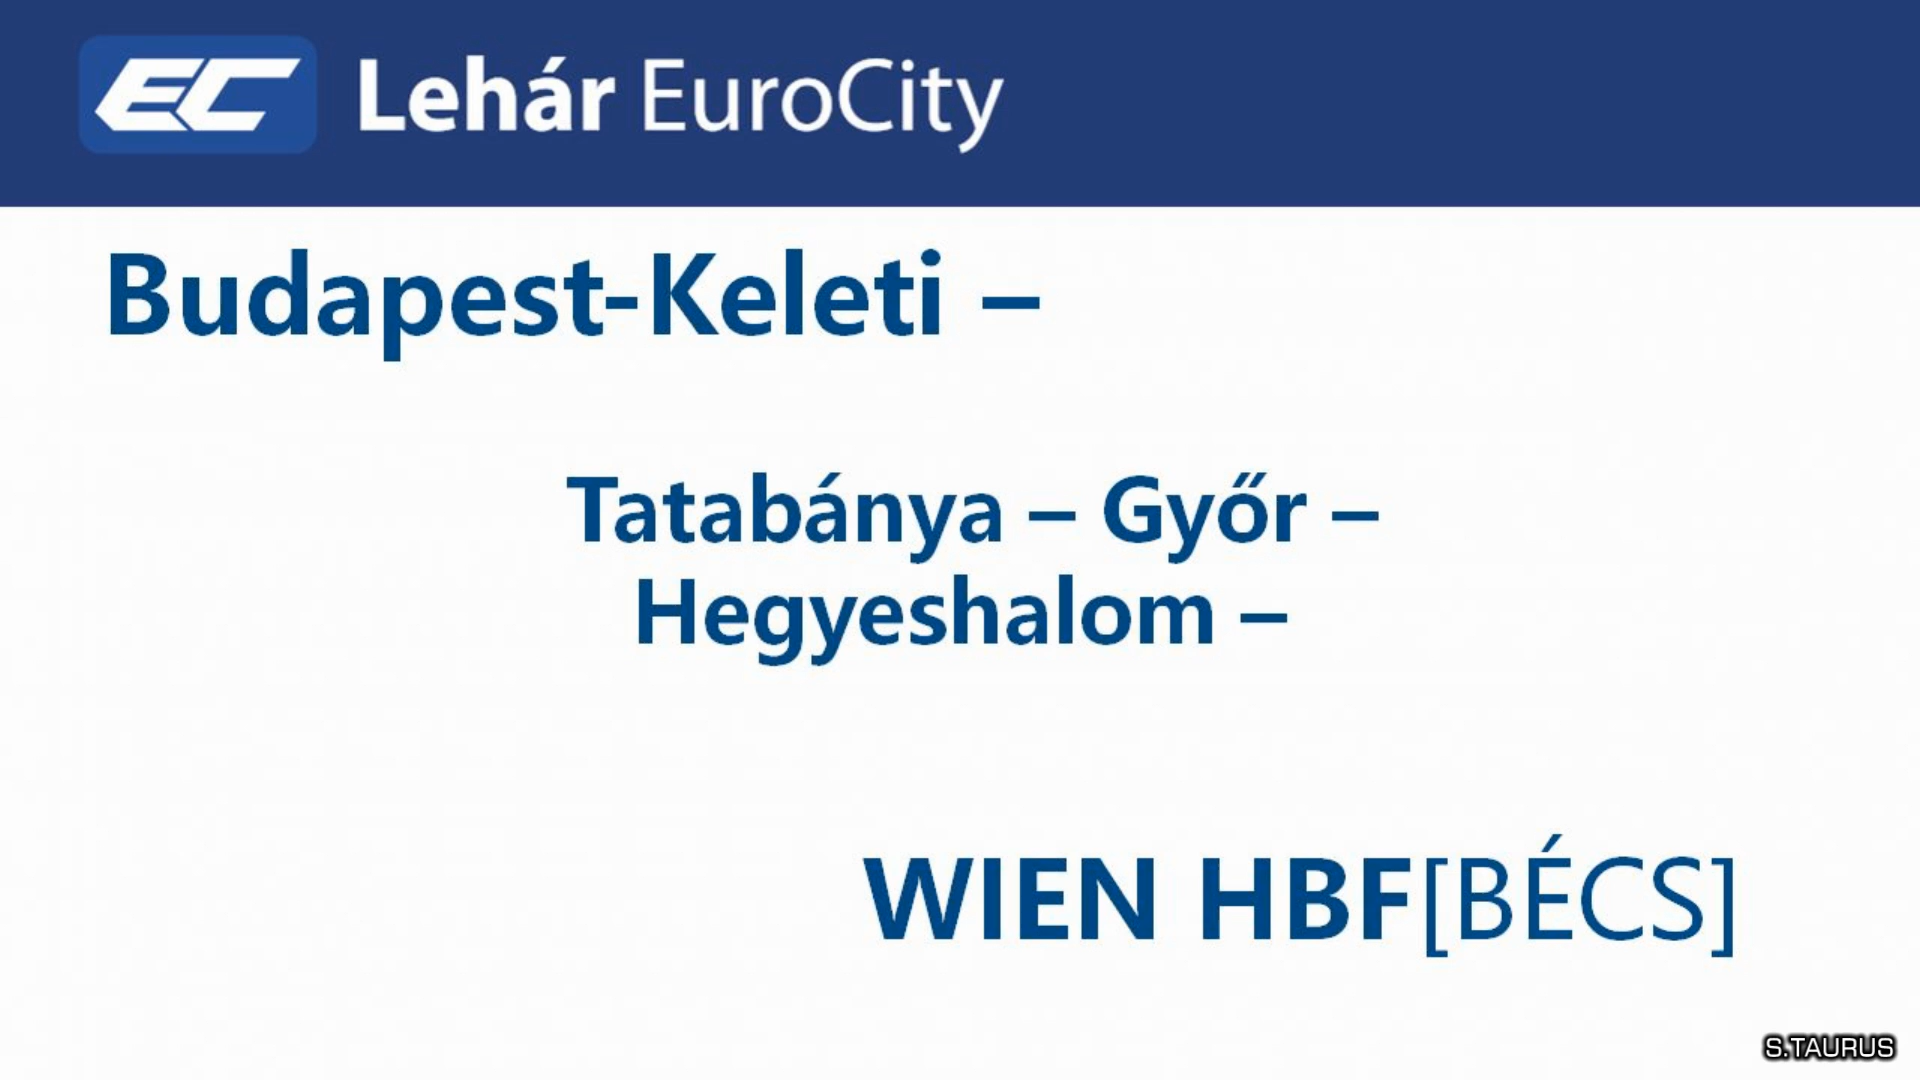 EC Lehár EuroCity
Budapest-Keleti –
Tatabánya – Győr –
Hegyeshalom –
WIEN HBF[BÉCS]
S.TAURUS